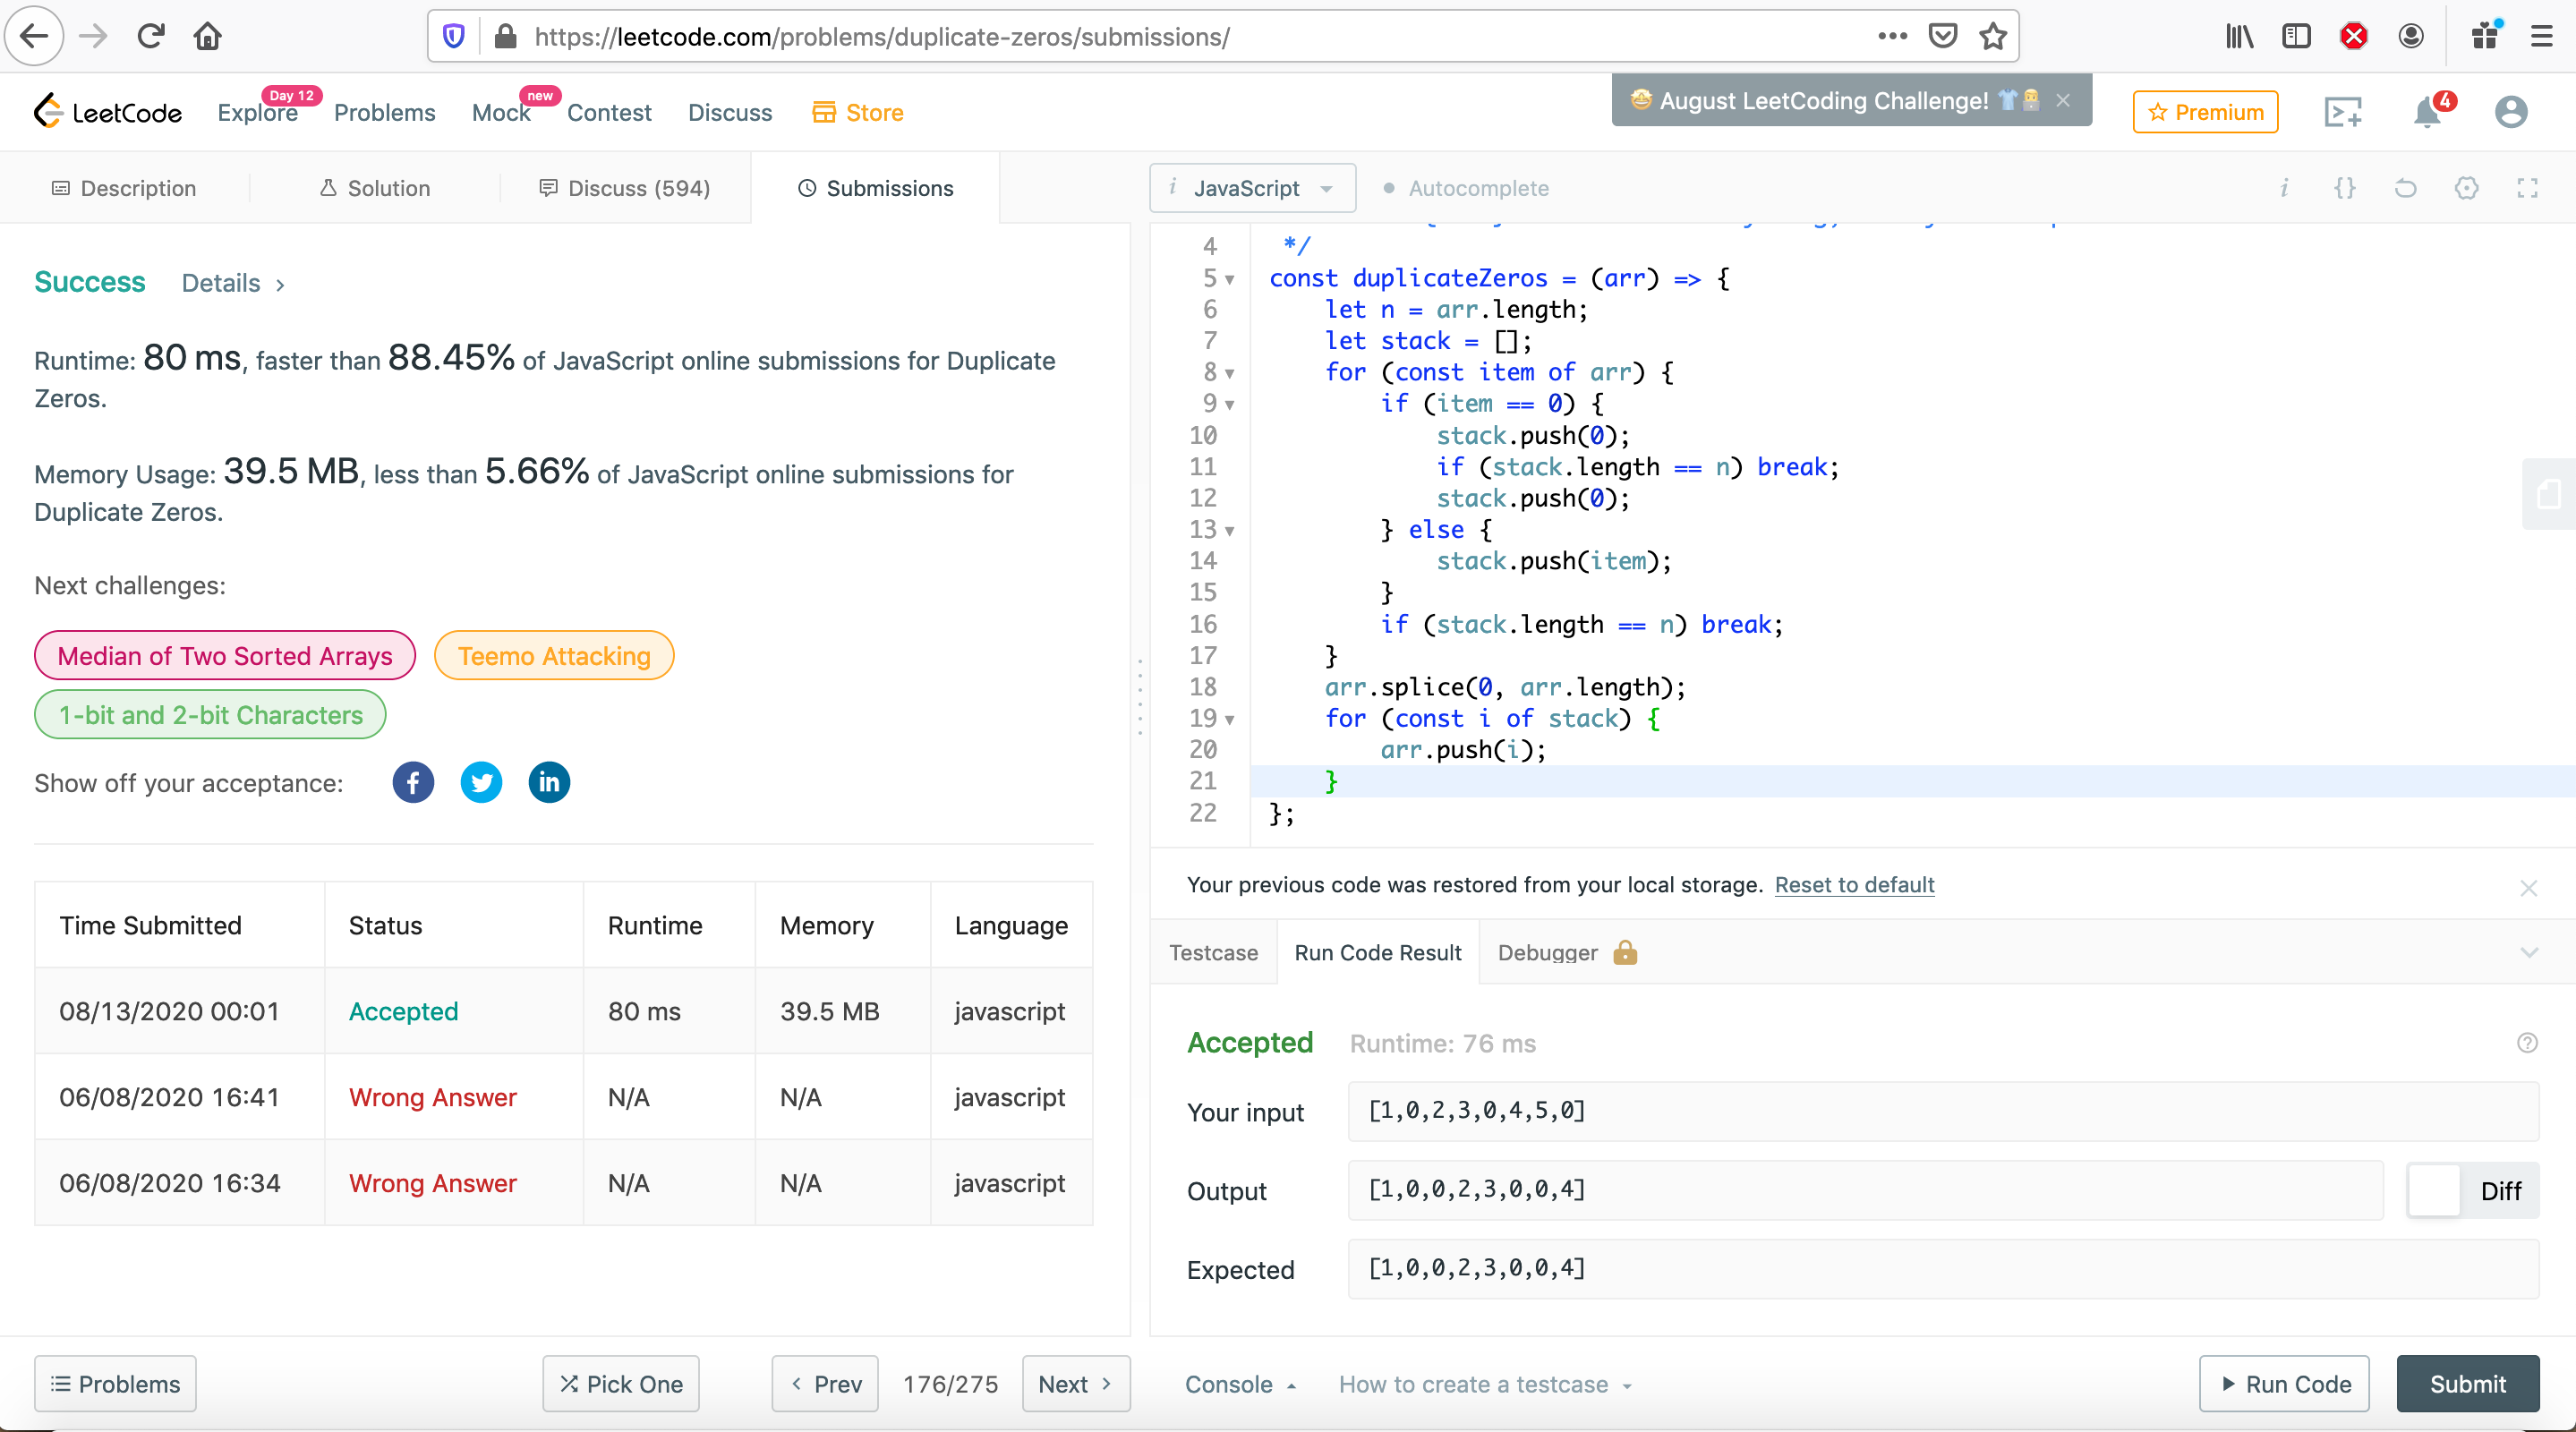 https://leetcode.com/problems/duplicate-zeros/submissions/
LeetCode
Explore
Day 12
Problems
Mock
new
Contest
Discuss
Store
🤩 August LeetCoding Challenge! 👕
Premium
4
Description
Solution
Discuss (594)
Submissions
Success
Details
Runtime: 80 ms, faster than 88.45% of JavaScript online submissions for Duplicate
Zeros.
Memory Usage: 39.5 MB, less than 5.66% of JavaScript online submissions for
Duplicate Zeros.
Next challenges:
Median of Two Sorted Arrays
Teemo Attacking
1-bit and 2-bit Characters
Show off your acceptance:
Time Submitted Status Runtime Memory Language
08/13/2020 00:01 Accepted 80 ms 39.5 MB javascript
06/08/2020 16:41 Wrong Answer N/A N/A javascript
06/08/2020 16:34 Wrong Answer N/A N/A javascript
Problems
Pick One
Prev
176/275
Next
i JavaScript
Autocomplete
4 */
5 const duplicateZeros = (arr) => {
6 let n = arr.length;
7 let stack = [];
8 for (const item of arr) {
9 if (item == 0) {
10 stack.push(0);
11 if (stack.length == n) break;
12 stack.push(0);
13 } else {
14 stack.push(item);
15 }
16 if (stack.length == n) break;
17 }
18 arr.splice(0, arr.length);
19 for (const i of stack) {
20 arr.push(i);
21 }
22 };
Your previous code was restored from your local storage. Reset to default
Testcase
Run Code Result
Debugger
Accepted Runtime: 76 ms
Your input [1,0,2,3,0,4,5,0]
Output [1,0,0,2,3,0,0,4]
Diff
Expected [1,0,0,2,3,0,0,4]
Console
How to create a testcase
Run Code
Submit